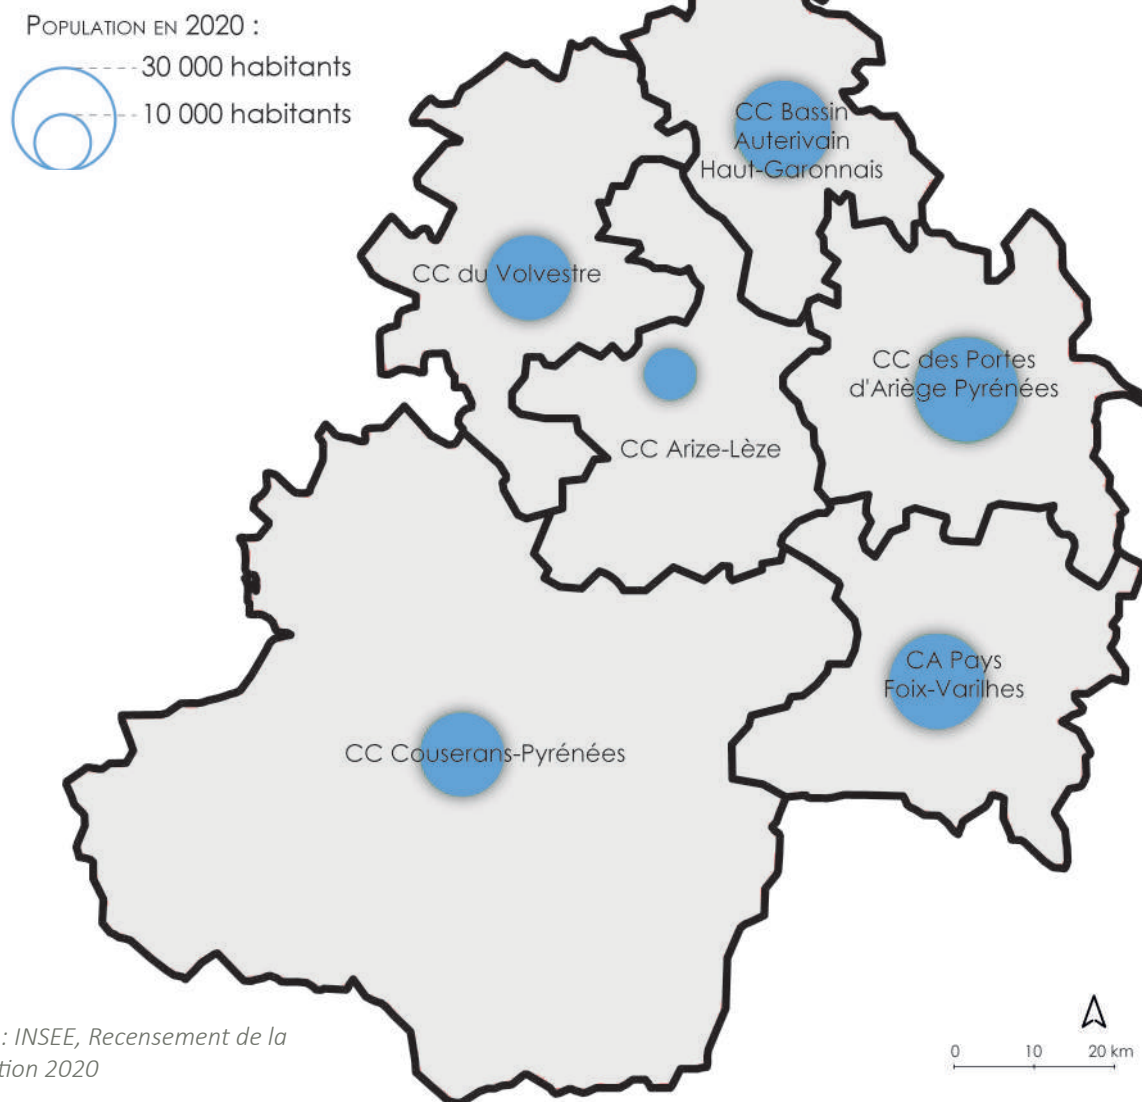 POPULATION EN 2020 :
30 000 habitants
10 000 habitants
CC Bassin
Auterivain
Haut-Garonnais
CC du Volvestre
CC des Portes
d'Ariège Pyrénées
CC Arize-Lèze
CA Pays
Foix-Varilhes
CC Couserans-Pyrénées
: INSEE, Recensement de la
tion 2020
0 10 20 km